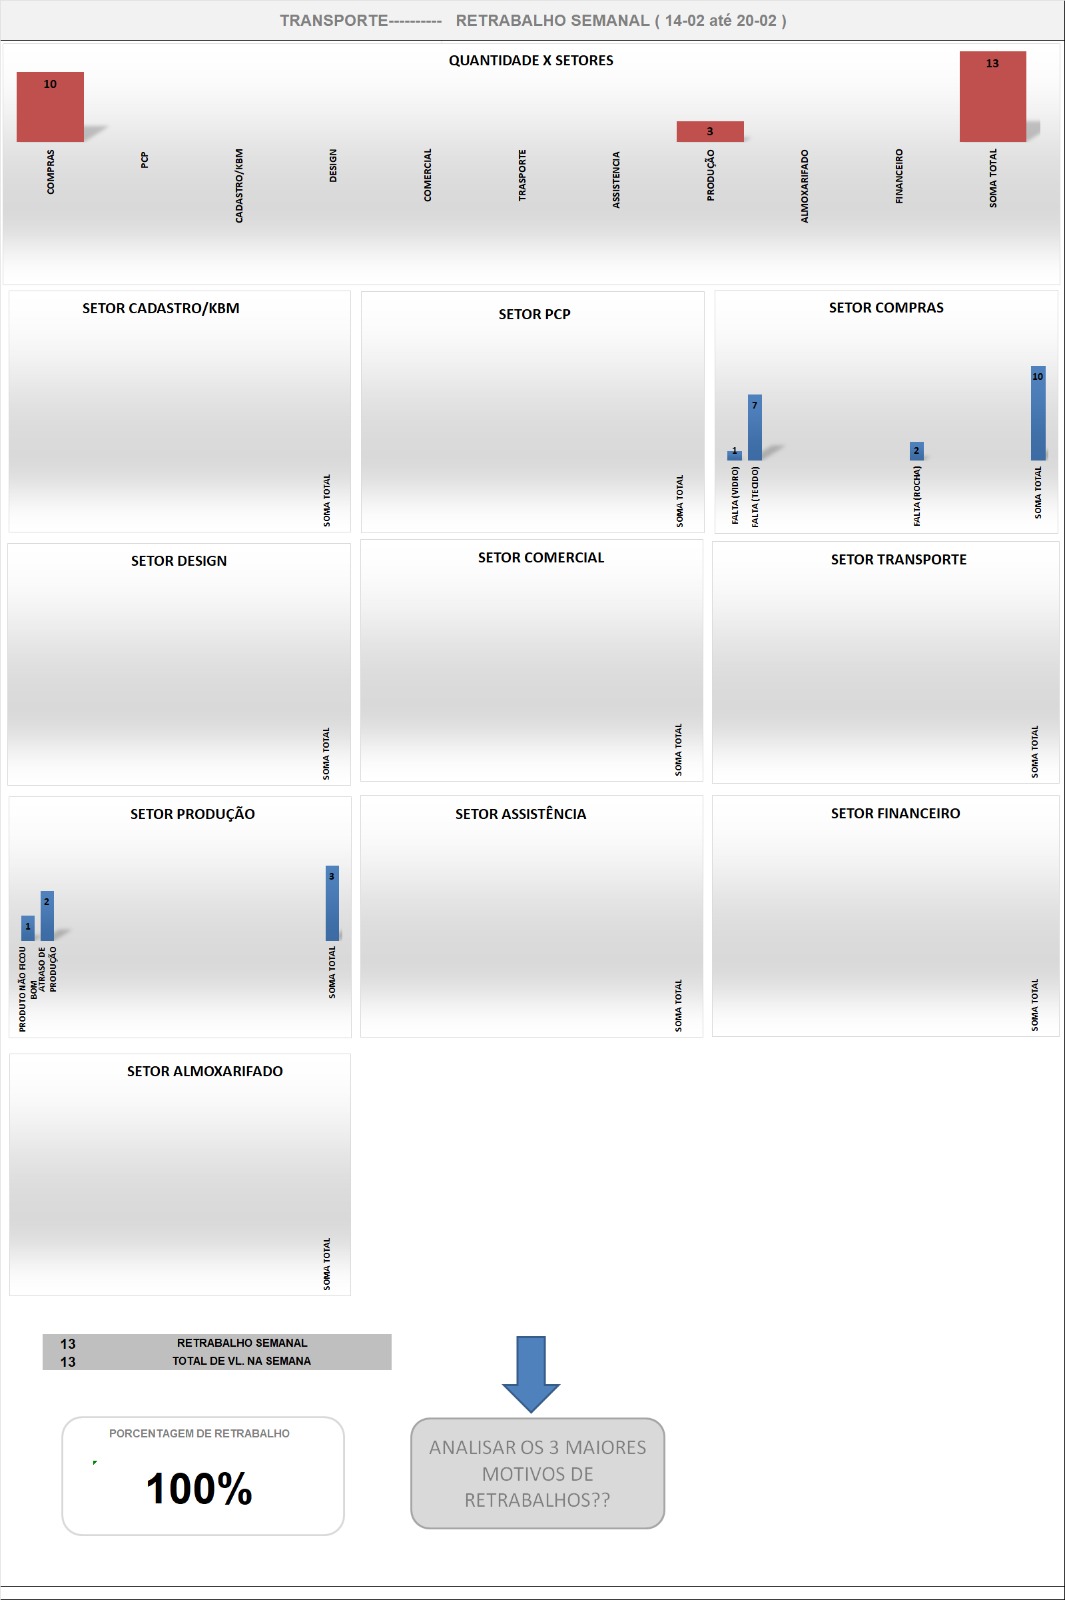 TRANSPORTE---------- RETRABALHO SEMANAL ( 14-02 até 20-02 )
QUANTIDADE X SETORES
10
3
13
COMPRAS
PCP
CADASTRO/KBM
DESIGN
COMERCIAL
TRASPORTE
ASSISTENCIA
PRODUÇÃO
ALMOXARIFADO
FINANCEIRO
SOMA TOTAL
SETOR CADASTRO/KBM
SOMA TOTAL
SETOR PCP
SOMA TOTAL
SETOR COMPRAS
1
7
2
10
FALTA (VIDRO)
FALTA (TECIDO)
FALTA (ROCHA)
SOMA TOTAL
SETOR DESIGN
SOMA TOTAL
SETOR COMERCIAL
SOMA TOTAL
SETOR TRANSPORTE
SOMA TOTAL
SETOR PRODUÇÃO
1
2
3
PRODUTO NÃO FICOU
BOM
ATRASO DE
PRODUÇÃO
SOMA TOTAL
SETOR ASSISTÊNCIA
SOMA TOTAL
SETOR FINANCEIRO
SOMA TOTAL
SETOR ALMOXARIFADO
SOMA TOTAL
13 RETRABALHO SEMANAL
13 TOTAL DE VL. NA SEMANA
PORCENTAGEM DE RETRABALHO
100%
ANALISAR OS 3 MAIORES
MOTIVOS DE
RETRABALHOS??